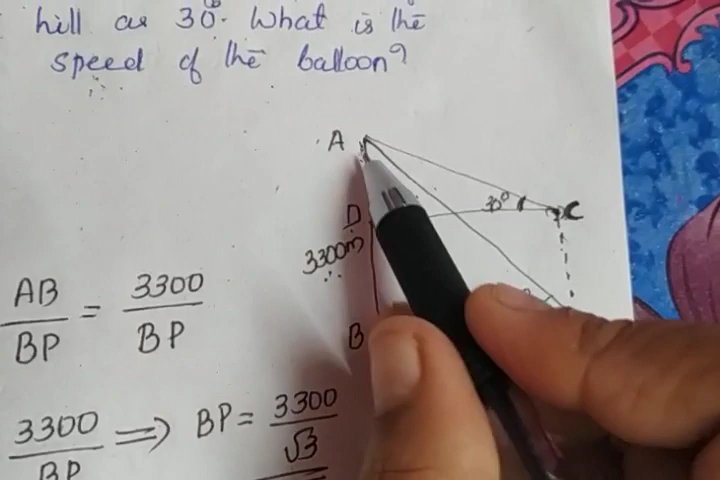 hill as 30°. What is the
speed of the balloon?
A
30° C
D
3300m
B
AB/BP = 3300/BP
3300/BP => BP = 3300/√3